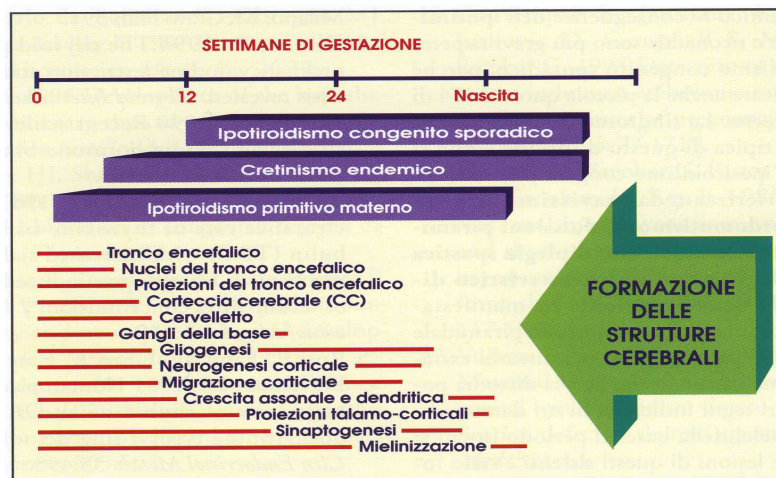 SETTIMANE DI GESTAZIONE
0 12 24 Nascita
Ipotiroidismo congenito sporadico
Cretinismo endemico
Ipotiroidismo primitivo materno
Tronco encefalico
Nuclei del tronco encefalico
Proiezioni del tronco encefalico
Corteccia cerebrale (CC)
Cervelletto
Gangli della base
Gliogenesi
Neurogenesi corticale
Migrazione corticale
Crescita assonale e dendritica
Proiezioni talamo-corticali
Sinaptogenesi
Mielinizzazione
FORMAZIONE
DELLE
STRUTTURE
CEREBRALI